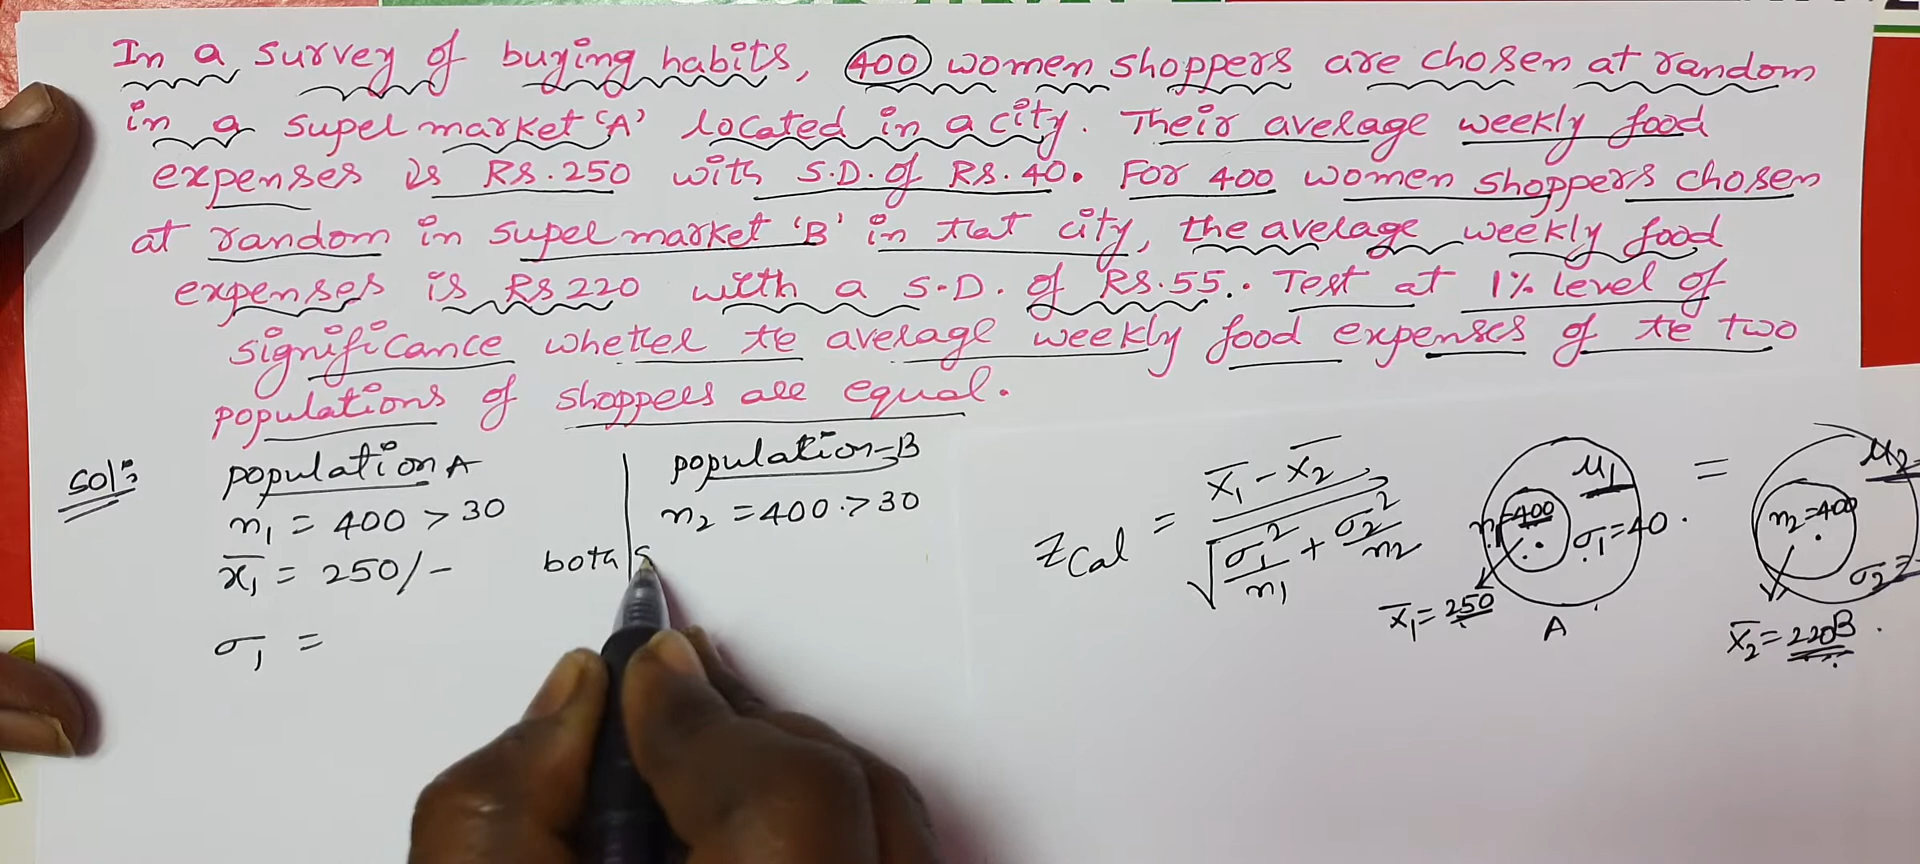 In a survey of buying habits, 400 women shoppers are chosen at random
in a supermarket 'A' located in a city. Their average weekly food
expenses is Rs.250 with S.D. of Rs.40. For 400 women shoppers chosen
at random in supermarket 'B' in that city, the average weekly food
expenses is Rs 220 with a S.D. of Rs.55.. Test at 1% level of
significance whether the average weekly food expenses of the two
populations of shoppers are equal.
Sol:
population A
n₁ = 400 > 30
x̄₁ = 250/-
σ₁ =
both
population-B
n₂ = 400. > 30
Z Cal = x̄₁ - x̄₂ / √(σ₁²/n₁ + σ₂²/n₂)
μ₁
n₁=400
σ₁=40.
x̄₁ = 250
A
=
μ₂
n₂=400
σ₂=
x̄₂ = 220
B